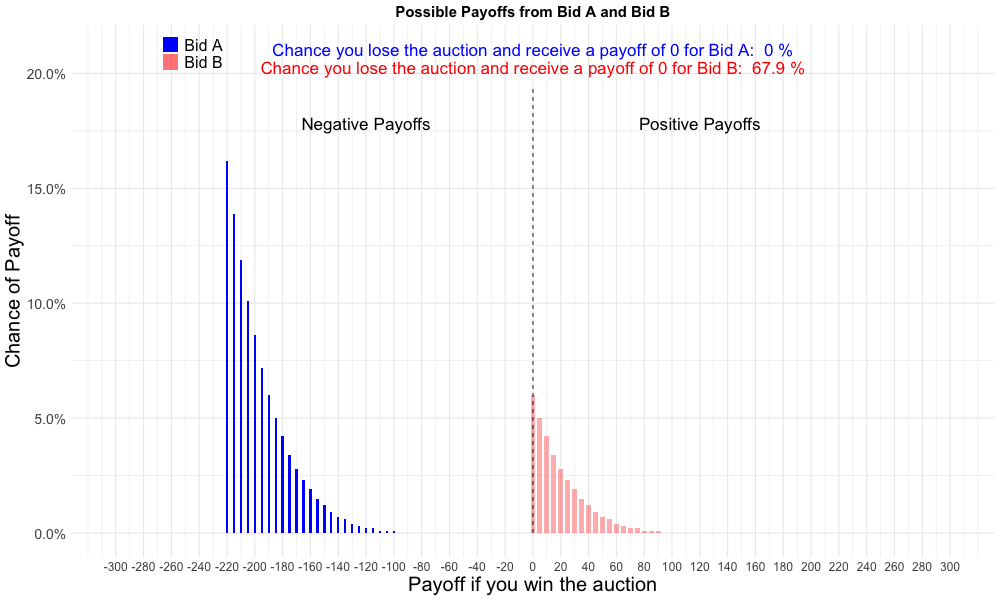 Possible Payoffs from Bid A and Bid B
Bid A
Bid B
Chance you lose the auction and receive a payoff of 0 for Bid A:  0 %
Chance you lose the auction and receive a payoff of 0 for Bid B:  67.9 %
Negative Payoffs
Positive Payoffs
Chance of Payoff
20.0%
15.0%
10.0%
5.0%
0.0%
-300 -280 -260 -240 -220 -200 -180 -160 -140 -120 -100 -80 -60 -40 -20 0 20 40 60 80 100 120 140 160 180 200 220 240 260 280 300
Payoff if you win the auction